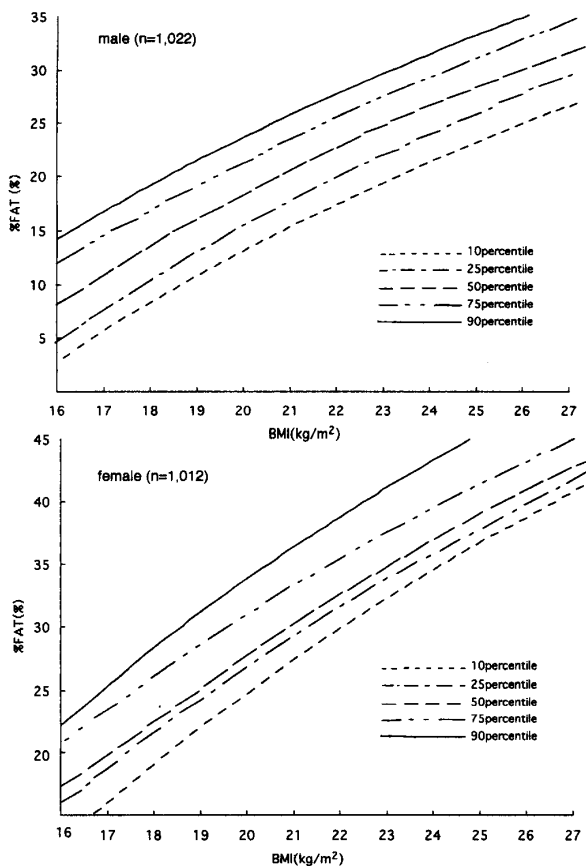 35
male (n=1,022)
30
25
20
15
10
5
%FAT (%)
10percentile
25percentile
50percentile
75percentile
90percentile
16 17 18 19 20 21 22 23 24 25 26 27
BMI(kg/m²)
45
female (n=1,012)
40
35
30
25
20
%FAT(%)
10percentile
25percentile
50percentile
75percentile
90percentile
16 17 18 19 20 21 22 23 24 25 26 27
BMI(kg/m²)